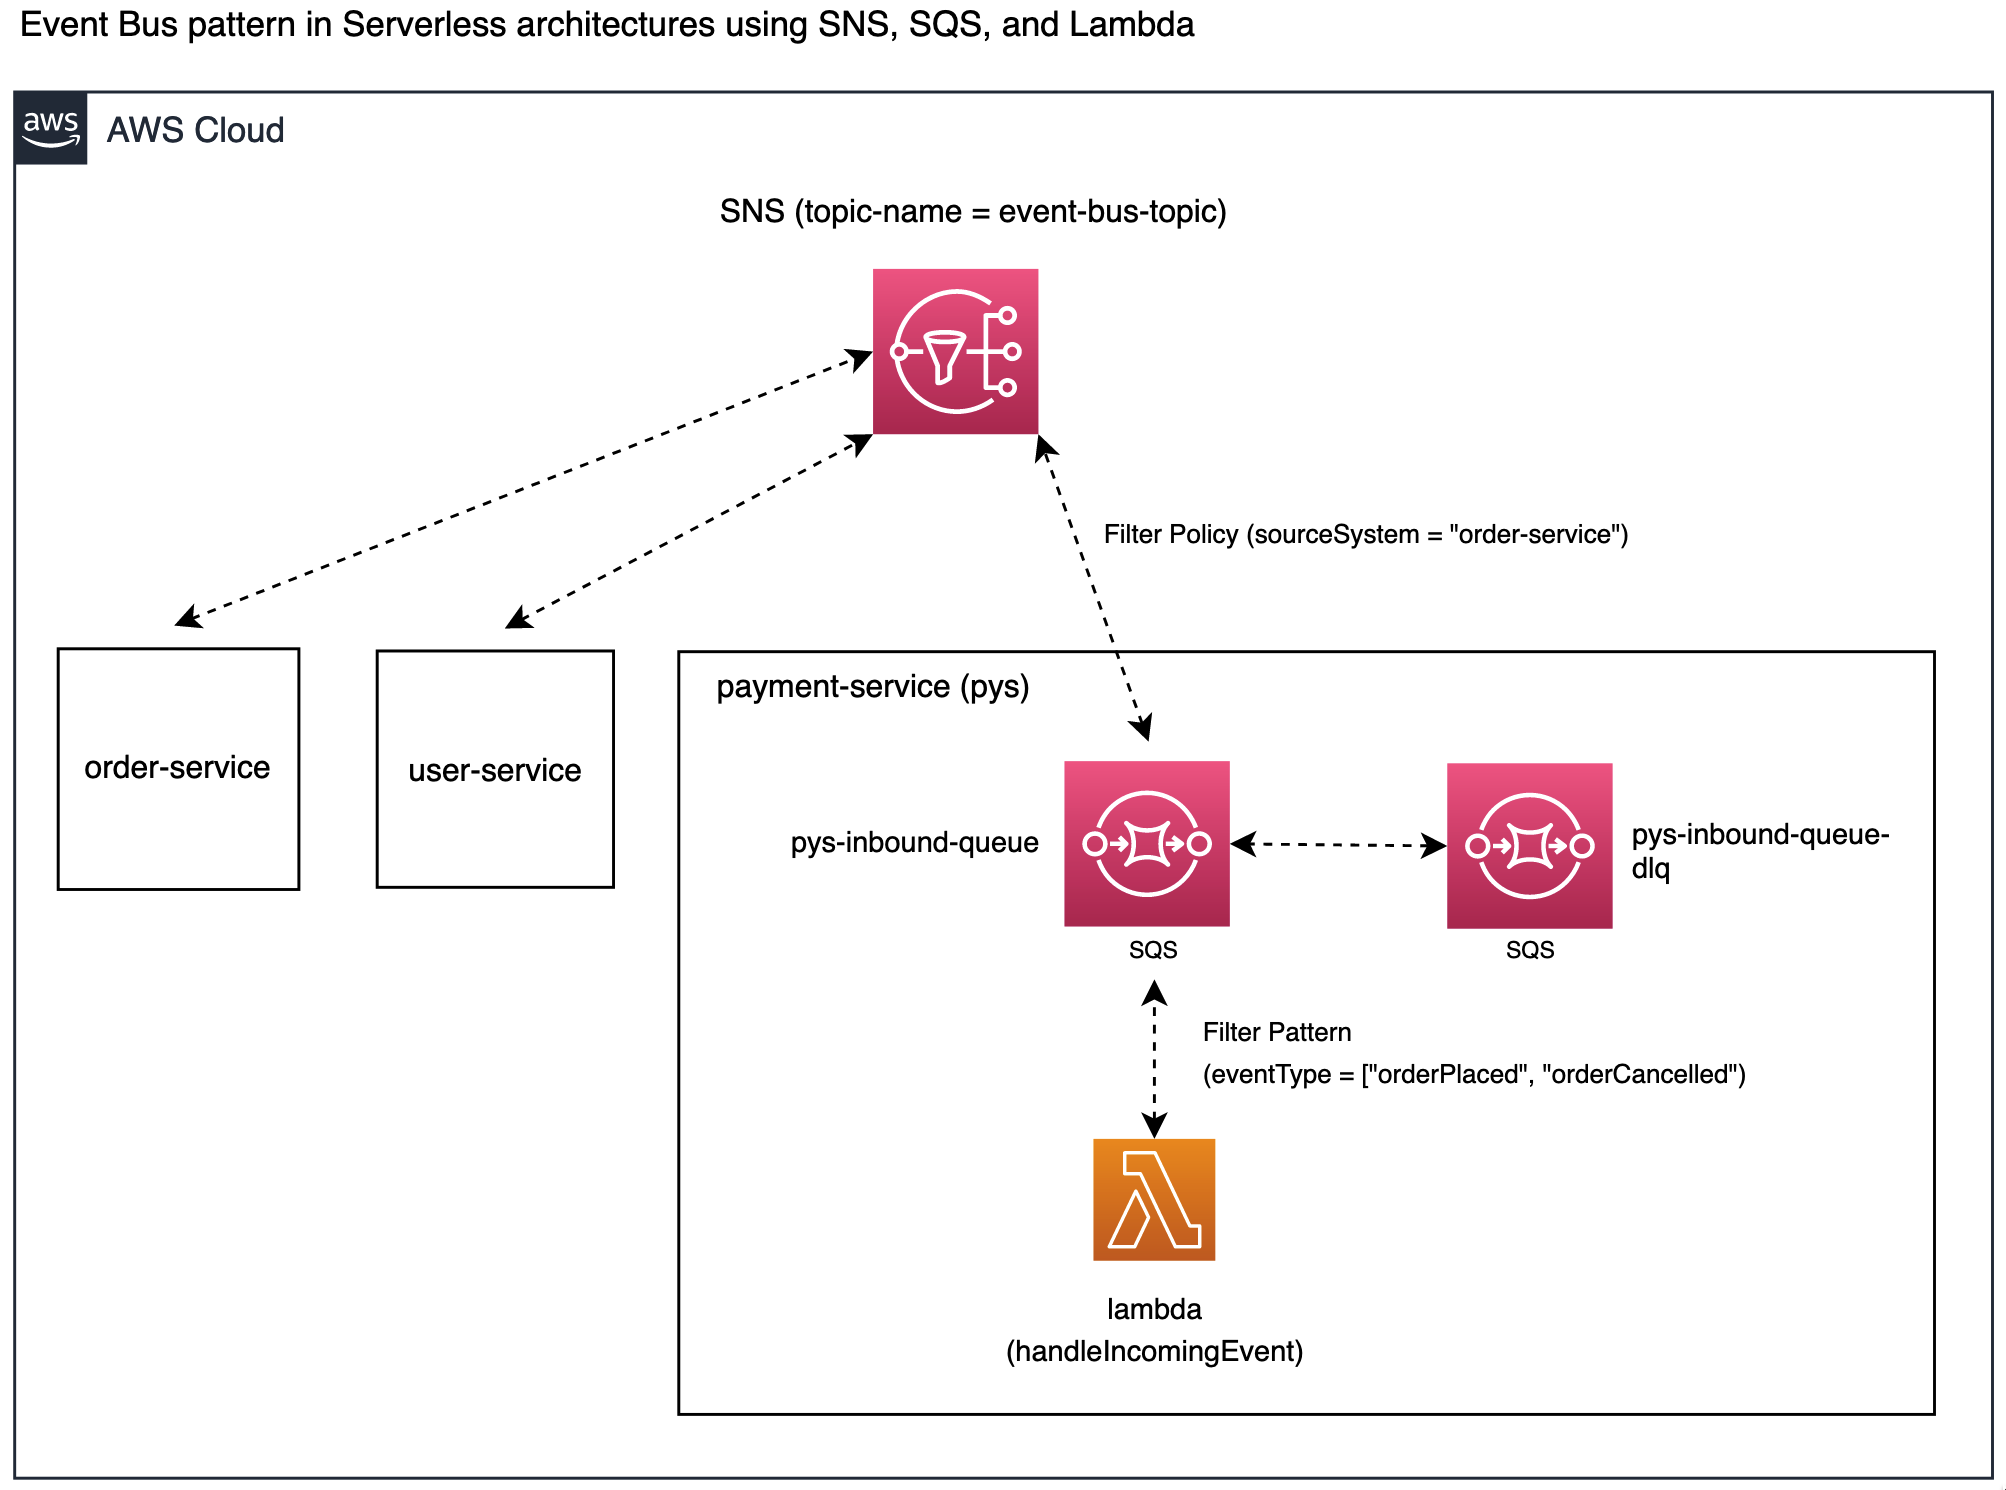 Event Bus pattern in Serverless architectures using SNS, SQS, and Lambda
aws
AWS Cloud
SNS (topic-name = event-bus-topic)
Filter Policy (sourceSystem = "order-service")
order-service
user-service
payment-service (pys)
pys-inbound-queue
pys-inbound-queue-
dlq
SQS
SQS
Filter Pattern
(eventType = ["orderPlaced", "orderCancelled")
lambda
(handleIncomingEvent)